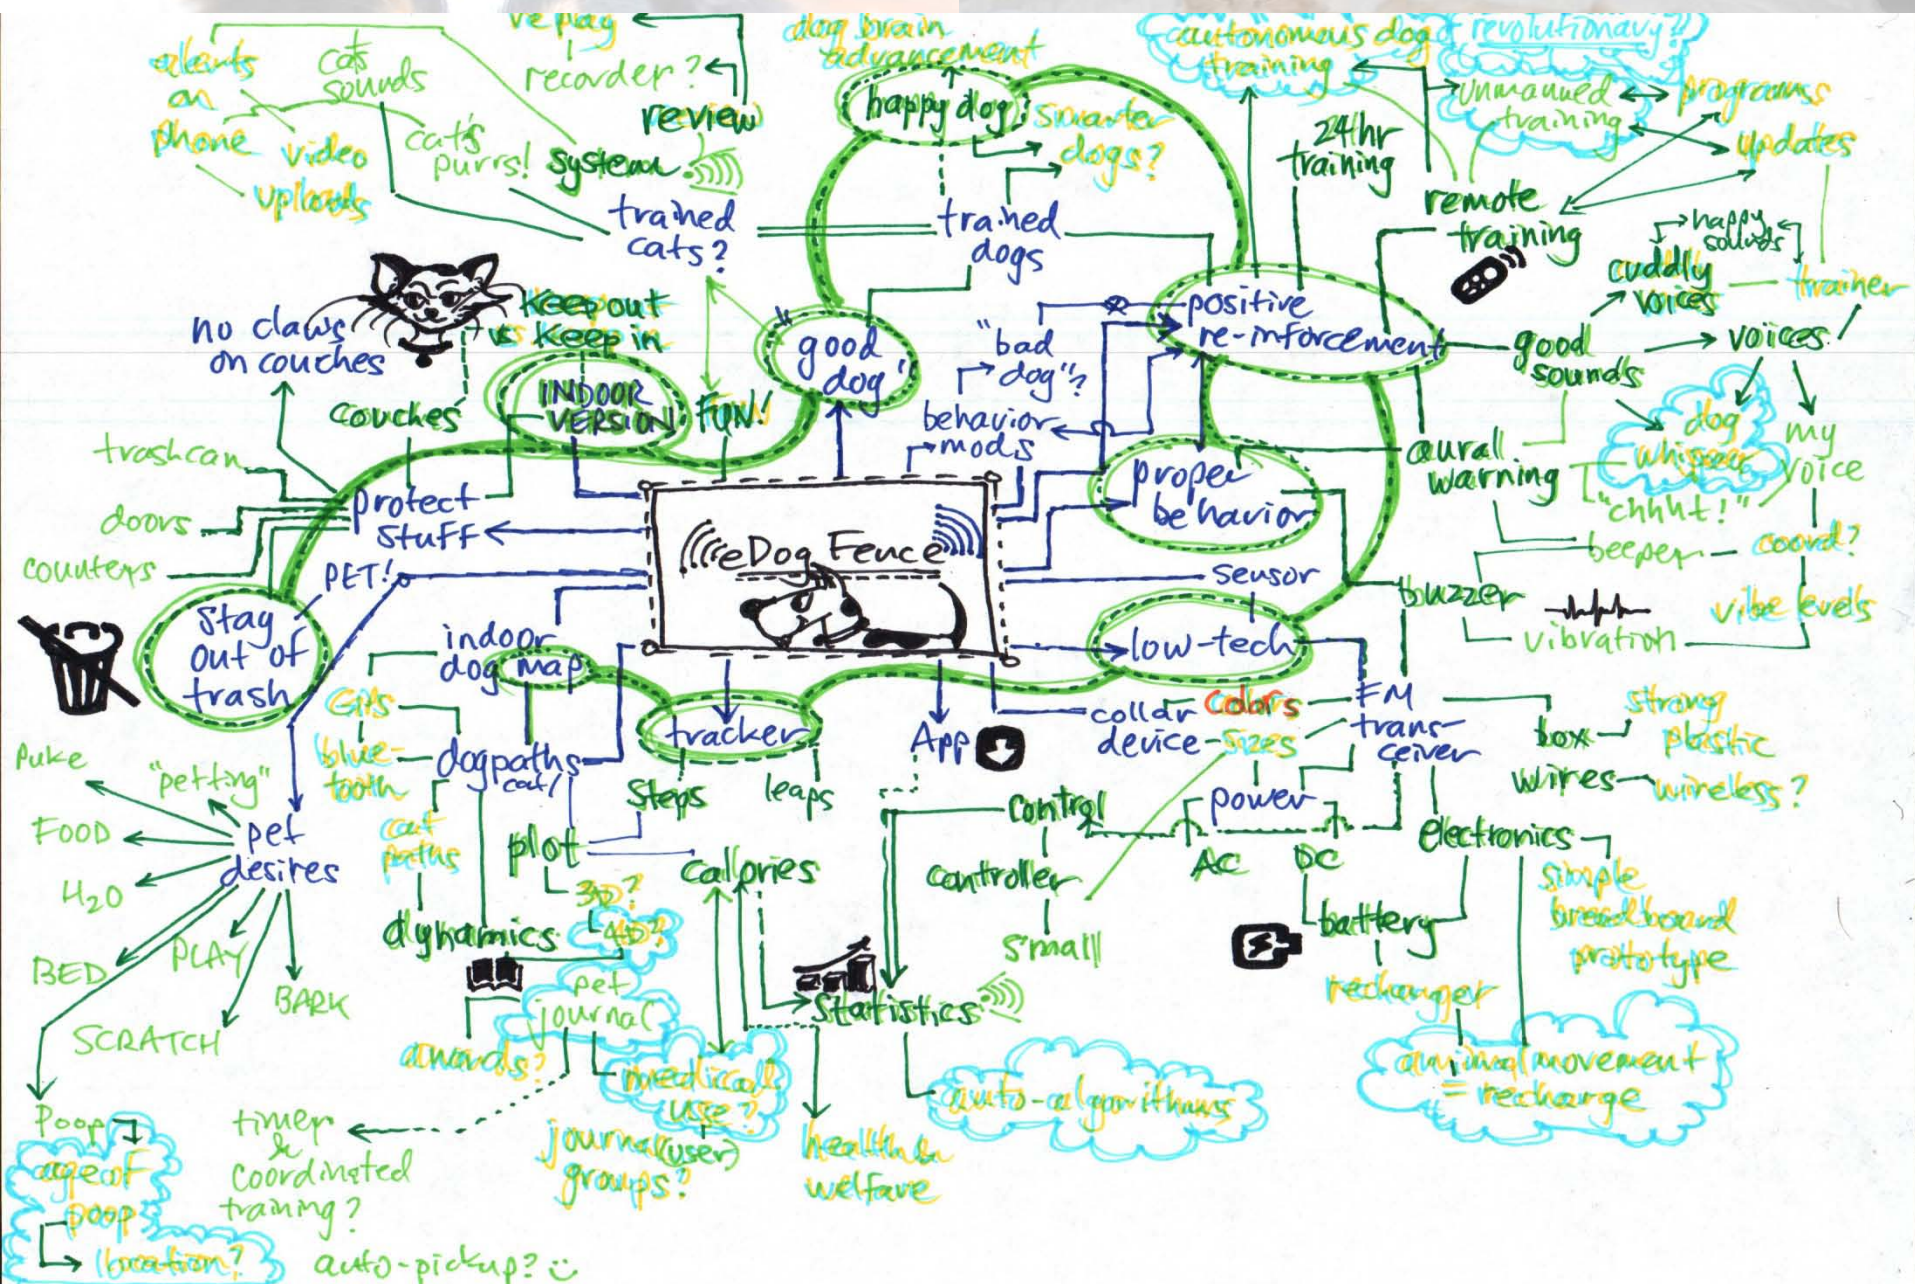 replay
recorder?
review
system
alerts
on
phone
video
uploads
cats
sounds
cat's
purrs!
trained
cats?
dog brain
advancement
happy dog
smarter
dogs?
trained
dogs
autonomous dog
training
revolutionary?
unmanned
training
programs
updates
24hr
training
remote
training
happy
sounds
cuddly
voices
trainer
voices!
good
sounds
positive
re-inforcement
dog
whisperer
my
voice
"chhht!"
aural
warning
beeper
coord?
buzzer
vibration
vibe levels
no claws
on couches
Keep out
vs Keep in
INDOOR
VERSION
FUN!
good
dog"
"bad
dog"?
behavior
mods
proper
behavior
couches
trashcan
doors
counters
protect
stuff
PET!
stay
out of
trash
eDog Fence
sensor
low-tech
indoor
dog map
GPS
blue-
tooth
dogpaths
cat/
cat
paths
tracker
steps
leaps
App
collar
device
colors
sizes
FM
trans-
ceiver
box
strong
plastic
wires
wireless?
power
AC
DC
control
controller
small
electronics
simple
breadboard
prototype
battery
recharger
animal movement
= recharge
plot
3D?
4D?
calories
dynamics
pet
journal
awards?
medical
use?
journal (user)
groups?
statistics
auto-algorithms
health &
welfare
Puke
"petting"
FOOD
pet
desires
H2O
BED
PLAY
BARK
SCRATCH
Poop
age of
poop
location?
timer
&
coordinated
training?
auto-pickup?